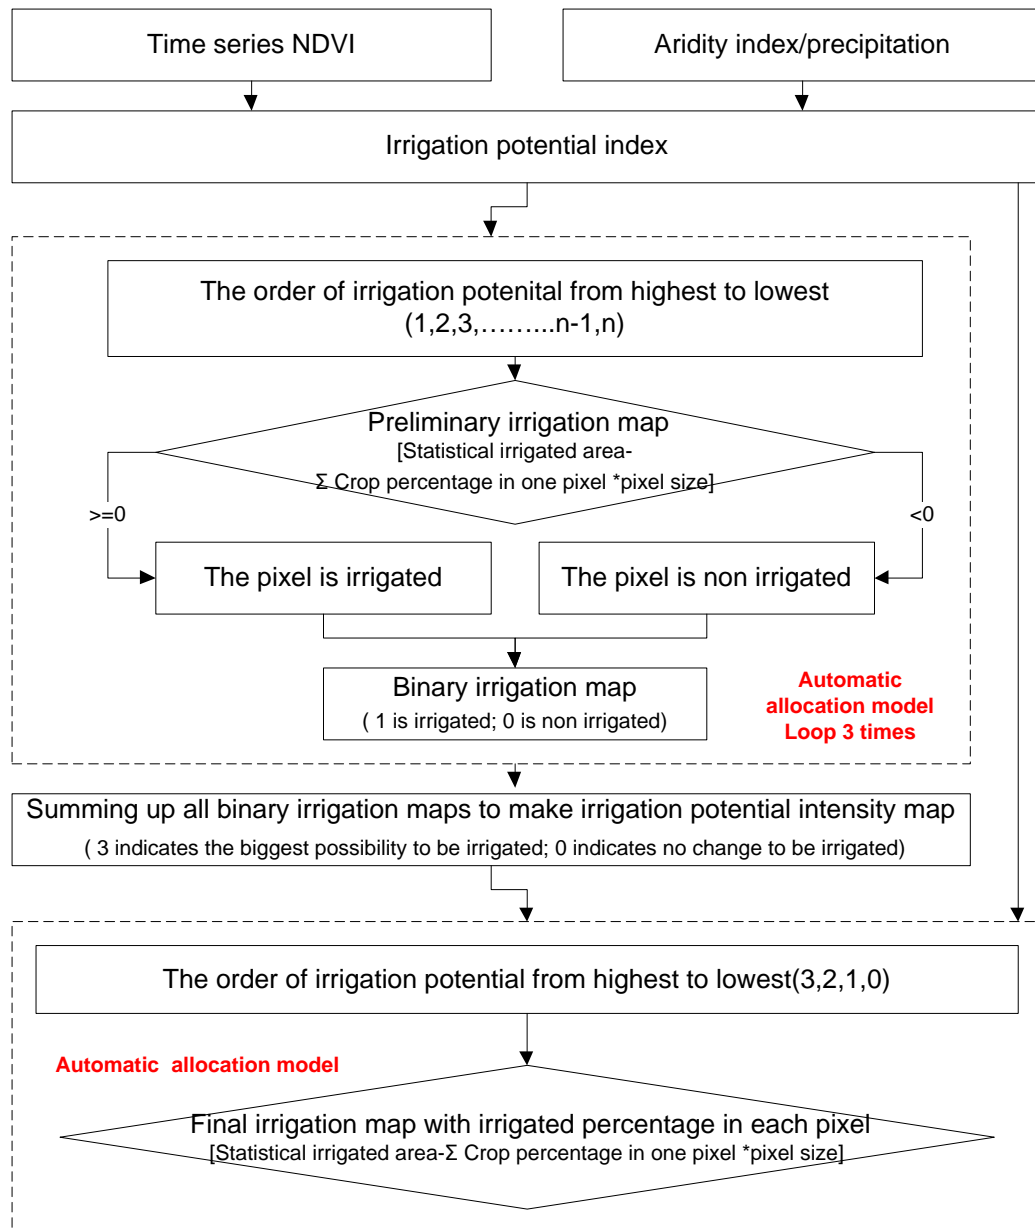 Time series NDVI
Aridity index/precipitation
Irrigation potential index
The order of irrigation potenital from highest to lowest
(1,2,3,……...n-1,n)
Preliminary irrigation map
[Statistical irrigated area-
Σ Crop percentage in one pixel *pixel size]
>=0
<0
The pixel is irrigated
The pixel is non irrigated
Binary irrigation map
( 1 is irrigated; 0 is non irrigated)
Automatic
allocation model
Loop 3 times
Summing up all binary irrigation maps to make irrigation potential intensity map
( 3 indicates the biggest possibility to be irrigated; 0 indicates no change to be irrigated)
The order of irrigation potential from highest to lowest(3,2,1,0)
Automatic  allocation model
Final irrigation map with irrigated percentage in each pixel
[Statistical irrigated area-Σ Crop percentage in one pixel *pixel size]